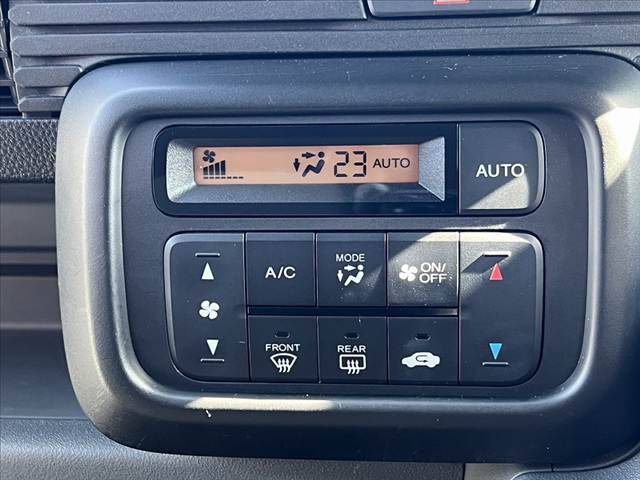 23 AUTO
AUTO
A/C
MODE
ON/
OFF
FRONT
REAR